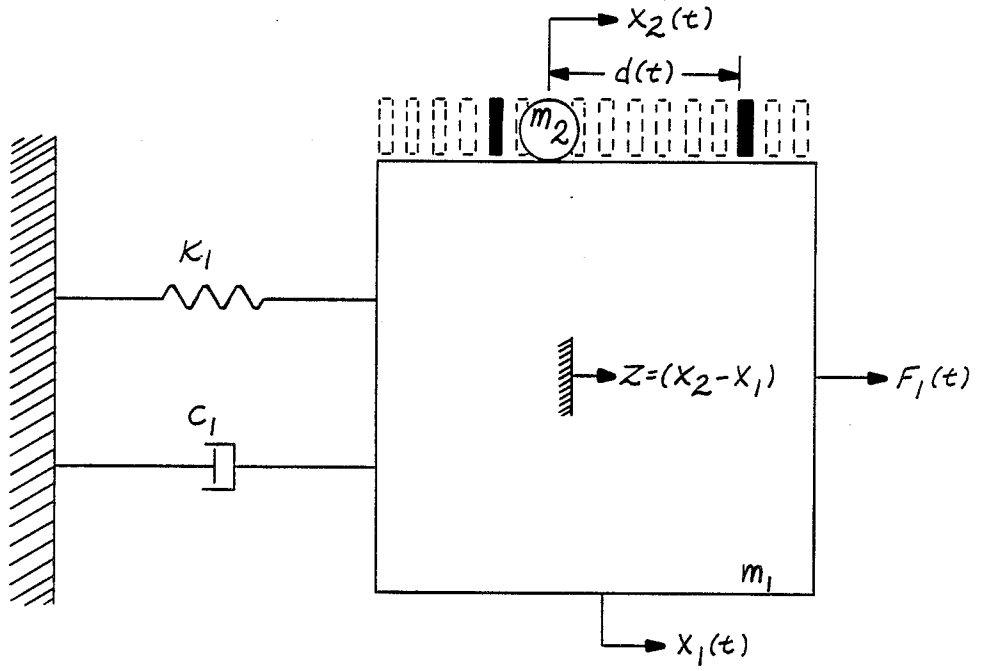 X₂(t)
d(t)
m₂
K₁
Z=(X₂-X₁)
F₁(t)
C₁
m₁
X₁(t)